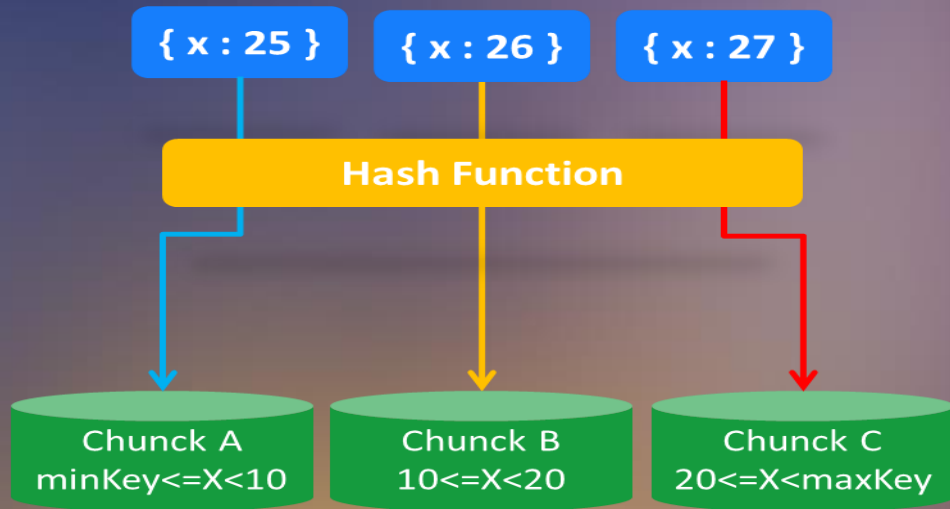 { x : 25 }
{ x : 26 }
{ x : 27 }
Hash Function
Chunck A
minKey<=X<10
Chunck B
10<=X<20
Chunck C
20<=X<maxKey